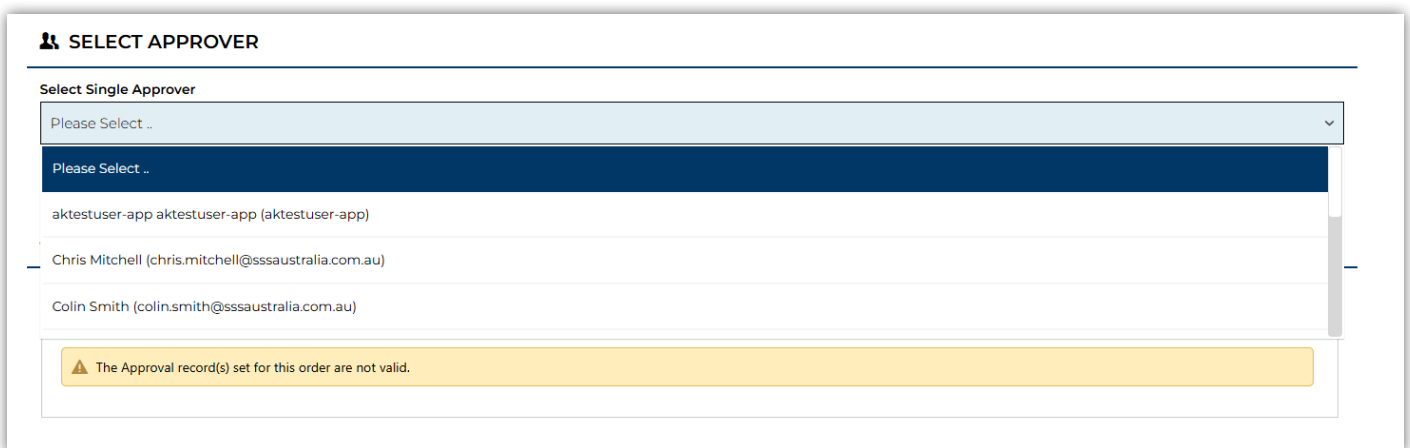 SELECT APPROVER
Select Single Approver
Please Select ..
Please Select ..
aktestuser-app aktestuser-app (aktestuser-app)
Chris Mitchell (chris.mitchell@sssaustralia.com.au)
Colin Smith (colin.smith@sssaustralia.com.au)
The Approval record(s) set for this order are not valid.